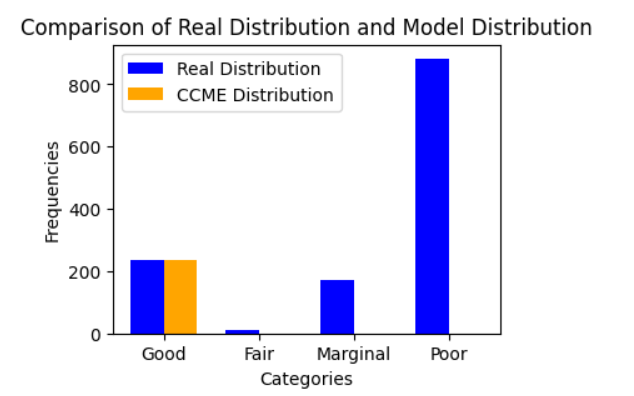 Comparison of Real Distribution and Model Distribution
Real Distribution
CCME Distribution
Frequencies
800
600
400
200
0
Good Fair Marginal Poor
Categories